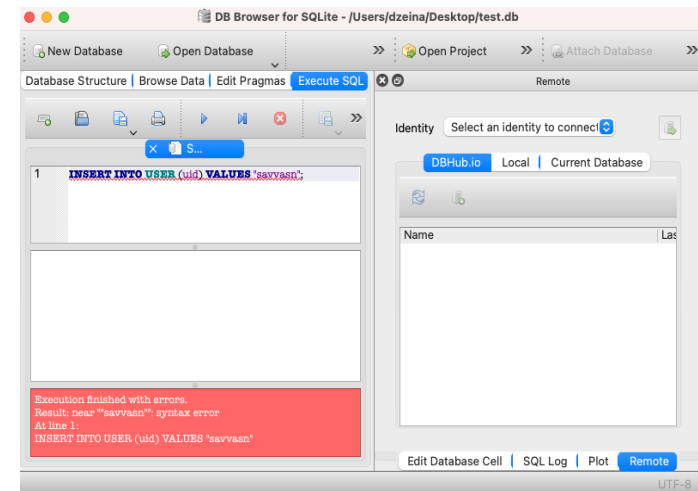 DB Browser for SQLite - /Users/dzeina/Desktop/test.db
New Database Open Database » Open Project » Attach Database »
Database Structure Browse Data Edit Pragmas Execute SQL
Remote
»
Identity Select an identity to connect
S...
DBHub.io Local Current Database
1 INSERT INTO USER (uid) VALUES "savvasn";
Name Las
Execution finished with errors.
Result: near ""savvasn"": syntax error
At line 1:
INSERT INTO USER (uid) VALUES "savvasn"
Edit Database Cell SQL Log Plot Remote
UTF-8